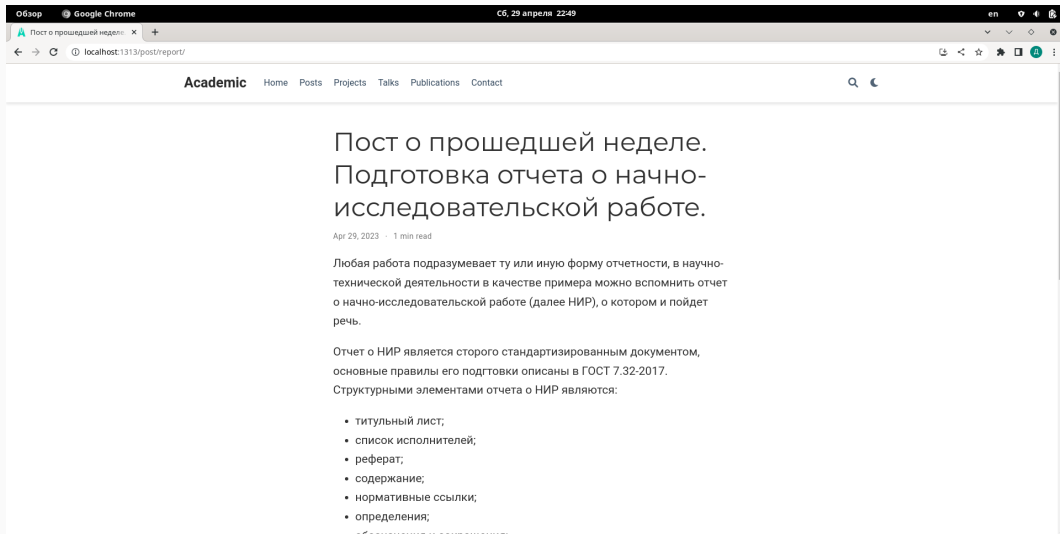 Обзор Google Chrome Сб, 29 апреля 22:49 en
Пост о прошедшей неделе
localhost:1313/post/report/
Academic Home Posts Projects Talks Publications Contact
Пост о прошедшей неделе.
Подготовка отчета о начно-
исследовательской работе.
Apr 29, 2023 · 1 min read
Любая работа подразумевает ту или иную форму отчетности, в научно-
технической деятельности в качестве примера можно вспомнить отчет
о начно-исследовательской работе (далее НИР), о котором и пойдет
речь.
Отчет о НИР является сторого стандартизированным документом,
основные правилы его подгтовки описаны в ГОСТ 7.32-2017.
Структурными элементами отчета о НИР являются:
• титульный лист;
• список исполнителей;
• реферат;
• содержание;
• нормативные ссылки;
• определения;